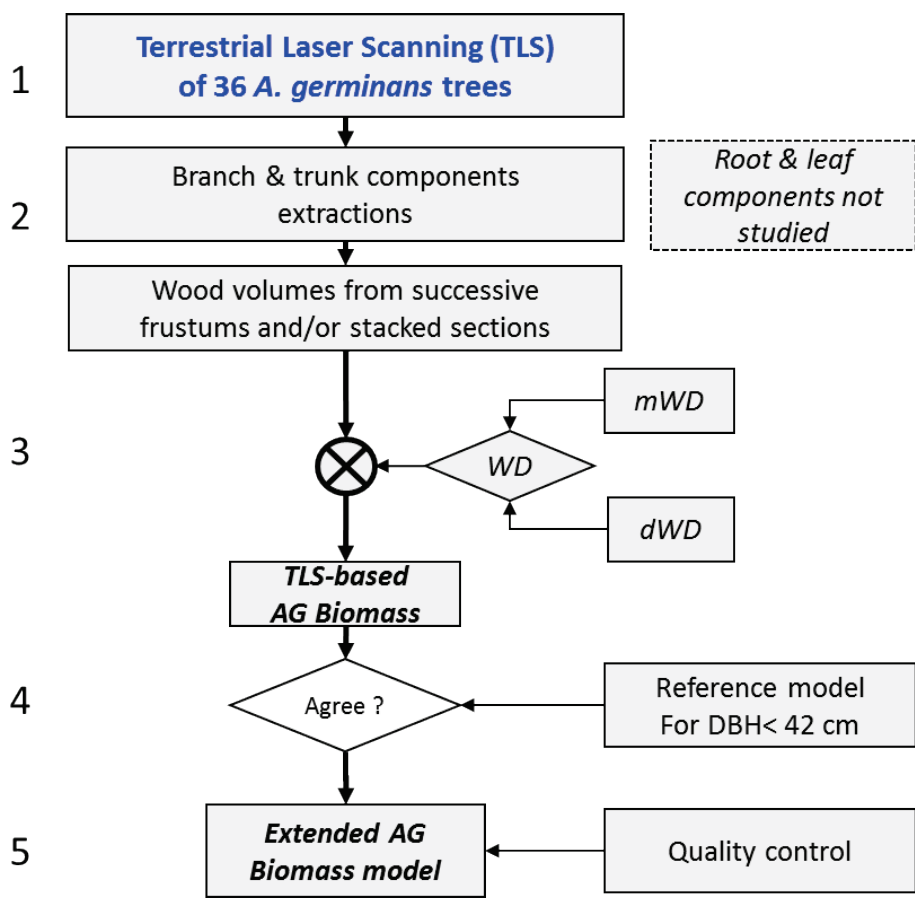 1
Terrestrial Laser Scanning (TLS)
of 36 A. germinans trees
2
Branch & trunk components
extractions
Root & leaf
components not
studied
Wood volumes from successive
frustums and/or stacked sections
3
mWD
WD
dWD
TLS-based
AG Biomass
4
Agree ?
Reference model
For DBH< 42 cm
5
Extended AG
Biomass model
Quality control